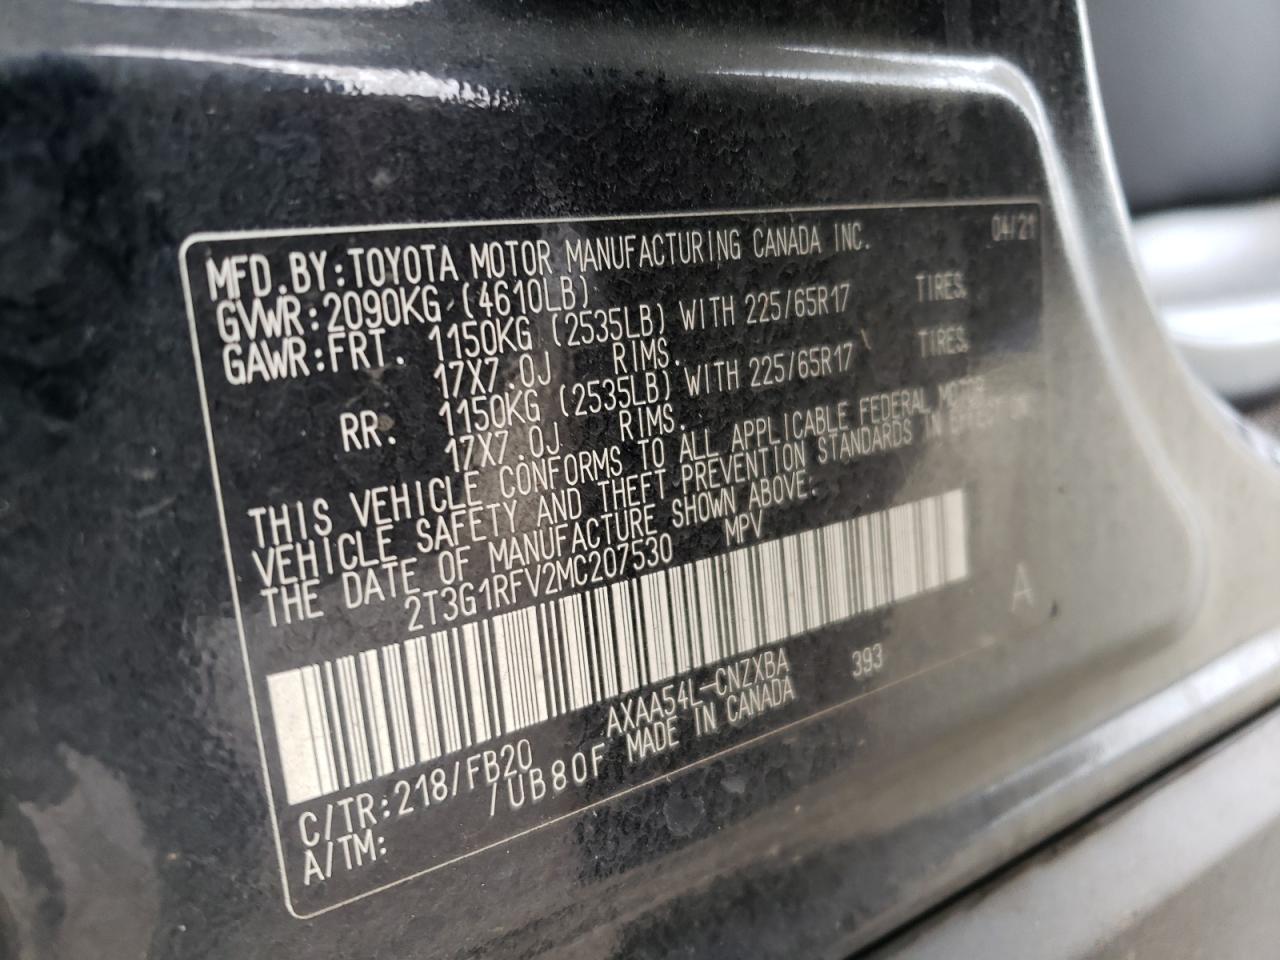 MFD.BY:TOYOTA MOTOR MANUFACTURING CANADA INC. 04/21
GVWR:2090KG (4610LB)
GAWR:FRT. 1150KG (2535LB) WITH 225/65R17 TIRES,
17X7.0J RIMS.
RR. 1150KG (2535LB) WITH 225/65R17 TIRES,
17X7.0J RIMS.
THIS VEHICLE CONFORMS TO ALL APPLICABLE FEDERAL MOTOR
VEHICLE SAFETY AND THEFT PREVENTION STANDARDS IN EFFECT ON
THE DATE OF MANUFACTURE SHOWN ABOVE.
2T3G1RFV2MC207530 MPV
A
C/TR:218/FB20 AXAA54L-CNZXBA 393
A/TM: /UB80F MADE IN CANADA